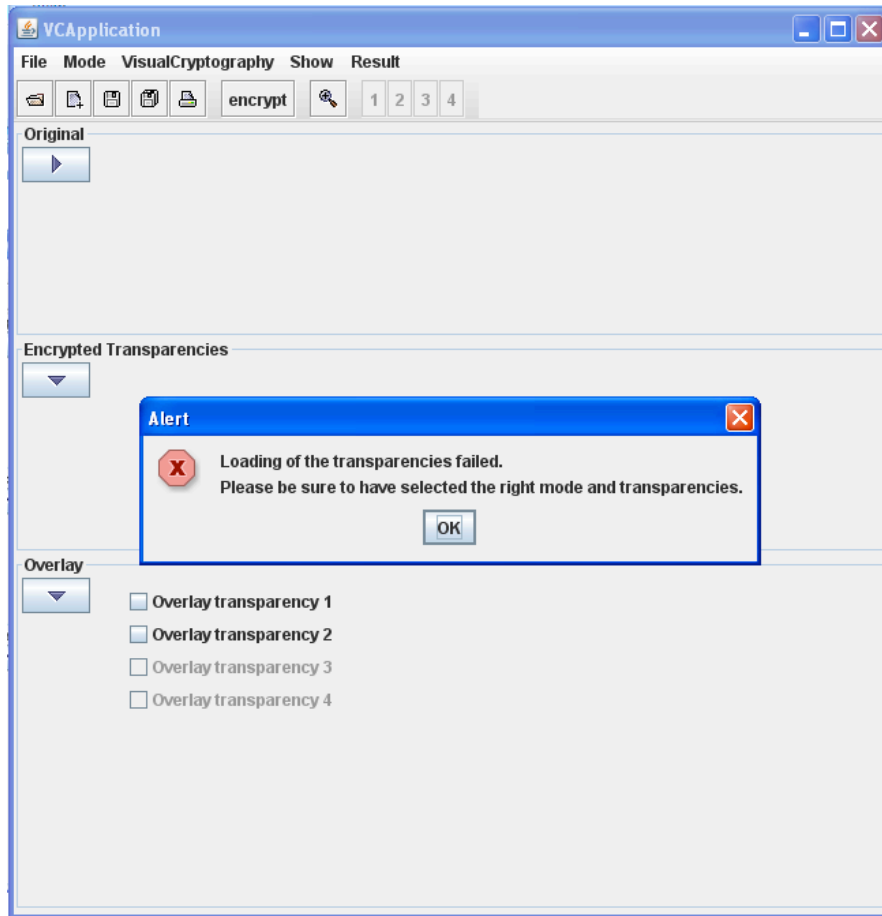 VCApplication
File Mode VisualCryptography Show Result
encrypt 1 2 3 4
Original
Encrypted Transparencies
Alert
Loading of the transparencies failed.
Please be sure to have selected the right mode and transparencies.
OK
Overlay
Overlay transparency 1
Overlay transparency 2
Overlay transparency 3
Overlay transparency 4